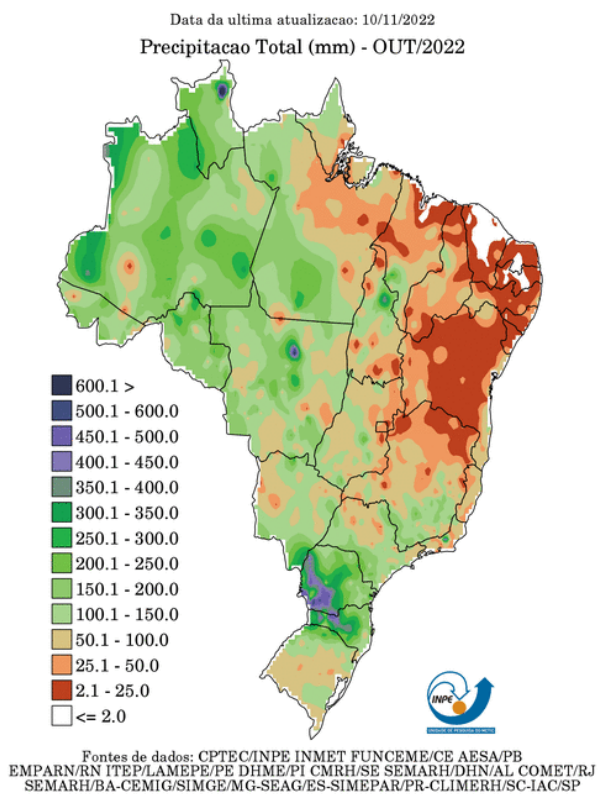 Data da ultima atualizacao: 10/11/2022
Precipitacao Total (mm) - OUT/2022
600.1 >
500.1 - 600.0
450.1 - 500.0
400.1 - 450.0
350.1 - 400.0
300.1 - 350.0
250.1 - 300.0
200.1 - 250.0
150.1 - 200.0
100.1 - 150.0
50.1 - 100.0
25.1 - 50.0
2.1 - 25.0
<= 2.0
INPE
Fontes de dados: CPTEC/INPE INMET FUNCEME/CE AESA/PB
EMPARN/RN ITEP/LAMEPE/PE DHME/PI CMRH/SE SEMARH/DHN/AL COMET/RJ
SEMARH/BA-CEMIG/SIMGE/MG-SEAG/ES-SIMEPAR/PR-CLIMERH/SC-IAC/SP